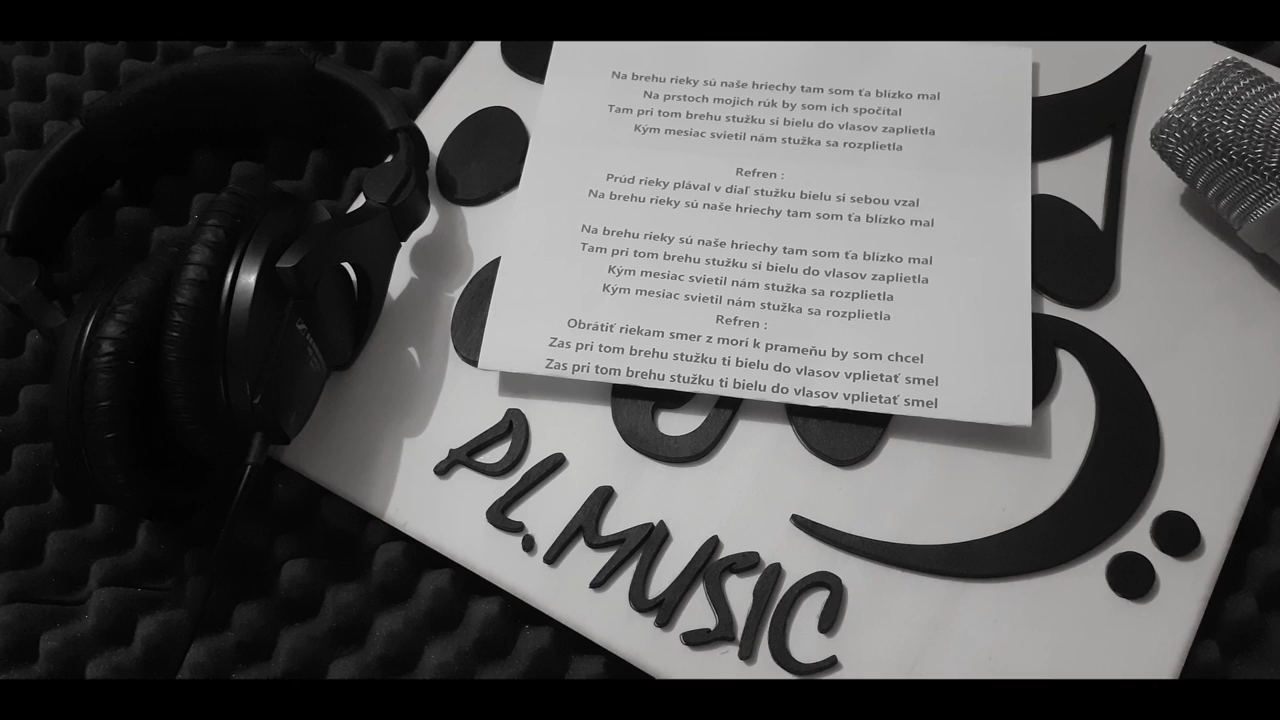 Na brehu rieky sú naše hriechy tam som ťa blízko mal
Na prstoch mojich rúk by som ich spočítal
Tam pri tom brehu stužku si bielu do vlasov zaplietla
Kým mesiac svietil nám stužka sa rozplietla
Refren :
Prúd rieky plával v diaľ stužku bielu si sebou vzal
Na brehu rieky sú naše hriechy tam som ťa blízko mal
Na brehu rieky sú naše hriechy tam som ťa blízko mal
Tam pri tom brehu stužku si bielu do vlasov zaplietla
Kým mesiac svietil nám stužka sa rozplietla
Kým mesiac svietil nám stužka sa rozplietla
Refren :
Obrátiť riekam smer z morí k prameňu by som chcel
Zas pri tom brehu stužku ti bielu do vlasov vplietať smel
Zas pri tom brehu stužku ti bielu do vlasov vplietať smel
PL.MUSIC